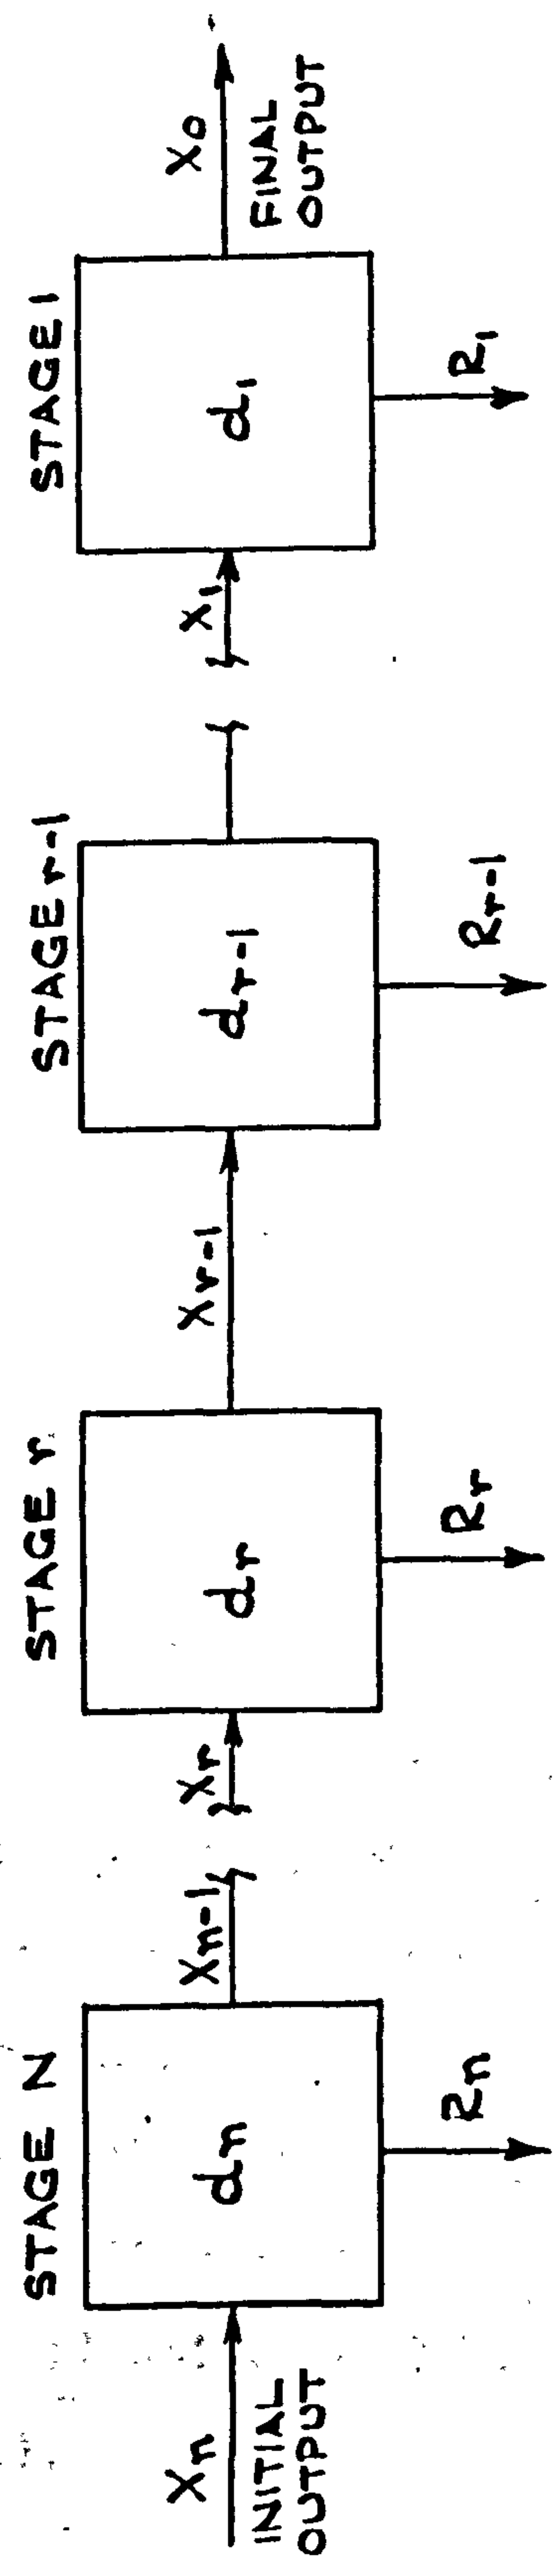 STAGE N
STAGE r
STAGE r-1
STAGE 1
Xn
INITIAL
OUTPUT
dn
Xn-1
Xr
dr
Xr-1
dr-1
X1
d1
X0
FINAL
OUTPUT
Rn
Rr
Rr-1
R1